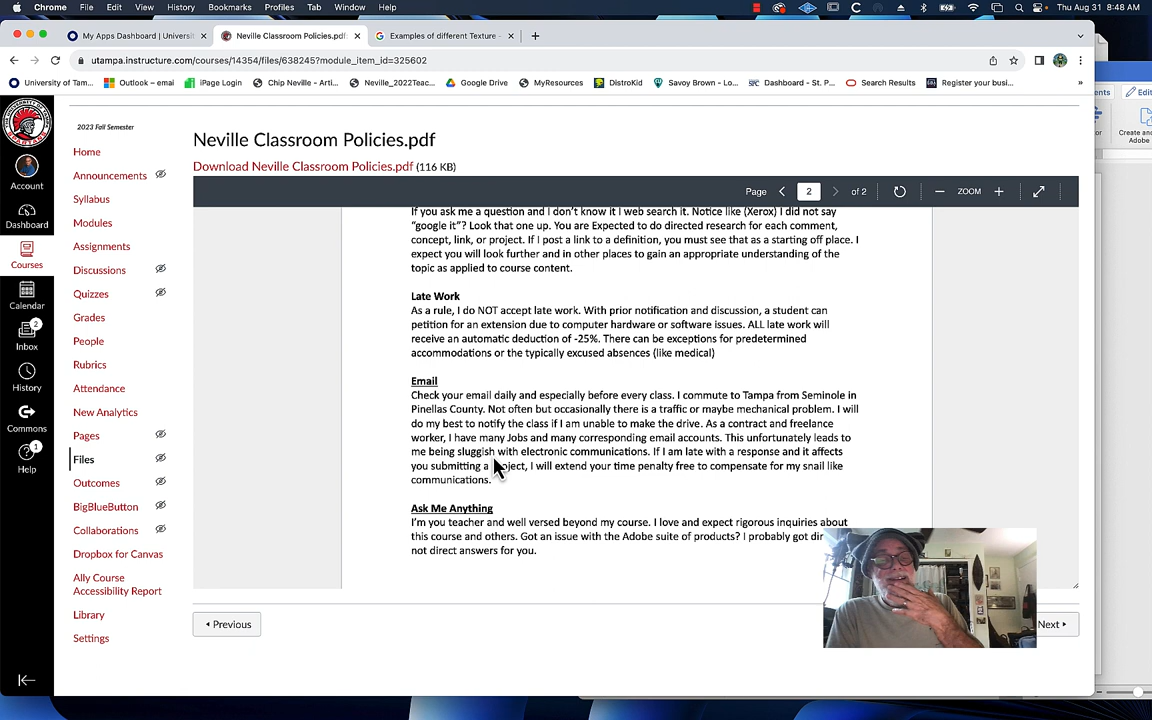 Chrome File Edit View History Bookmarks Profiles Tab Window Help Thu Aug 31 8:48 AM
My Apps Dashboard | Universit Neville Classroom Policies.pdf: Examples of different Texture –
utampa.instructure.com/courses/14354/files/638245?module_item_id=325602
University of Tam... Outlook – emai iPage Login Chip Neville - Arti... Neville_2022Teac... Google Drive MyResources DistroKid Savoy Brown - Lo... Dashboard - St. P... Search Results Register your busi... »
ents Edit
Create and
Adobe
2023 Fall Semester
Home
Announcements
Syllabus
Modules
Assignments
Discussions
Quizzes
Grades
People
Rubrics
Attendance
New Analytics
Pages
Files
Outcomes
BigBlueButton
Collaborations
Dropbox for Canvas
Ally Course
Accessibility Report
Library
Settings
Account
Dashboard
Courses
Calendar
2
Inbox
History
Commons
1
Help
Neville Classroom Policies.pdf
Download Neville Classroom Policies.pdf (116 KB)
Page 2 of 2 ZOOM
If you ask me a question and I don't know it I web search it. Notice like (Xerox) I did not say
"google it"? Look that one up. You are Expected to do directed research for each comment,
concept, link, or project. If I post a link to a definition, you must see that as a starting off place. I
expect you will look further and in other places to gain an appropriate understanding of the
topic as applied to course content.
Late Work
As a rule, I do NOT accept late work. With prior notification and discussion, a student can
petition for an extension due to computer hardware or software issues. ALL late work will
receive an automatic deduction of -25%. There can be exceptions for predetermined
accommodations or the typically excused absences (like medical)
Email
Check your email daily and especially before every class. I commute to Tampa from Seminole in
Pinellas County. Not often but occasionally there is a traffic or maybe mechanical problem. I will
do my best to notify the class if I am unable to make the drive. As a contract and freelance
worker, I have many Jobs and many corresponding email accounts. This unfortunately leads to
me being sluggish with electronic communications. If I am late with a response and it affects
you submitting a project, I will extend your time penalty free to compensate for my snail like
communications.
Ask Me Anything
I'm you teacher and well versed beyond my course. I love and expect rigorous inquiries about
this course and others. Got an issue with the Adobe suite of products? I probably got dir
not direct answers for you.
Previous Next